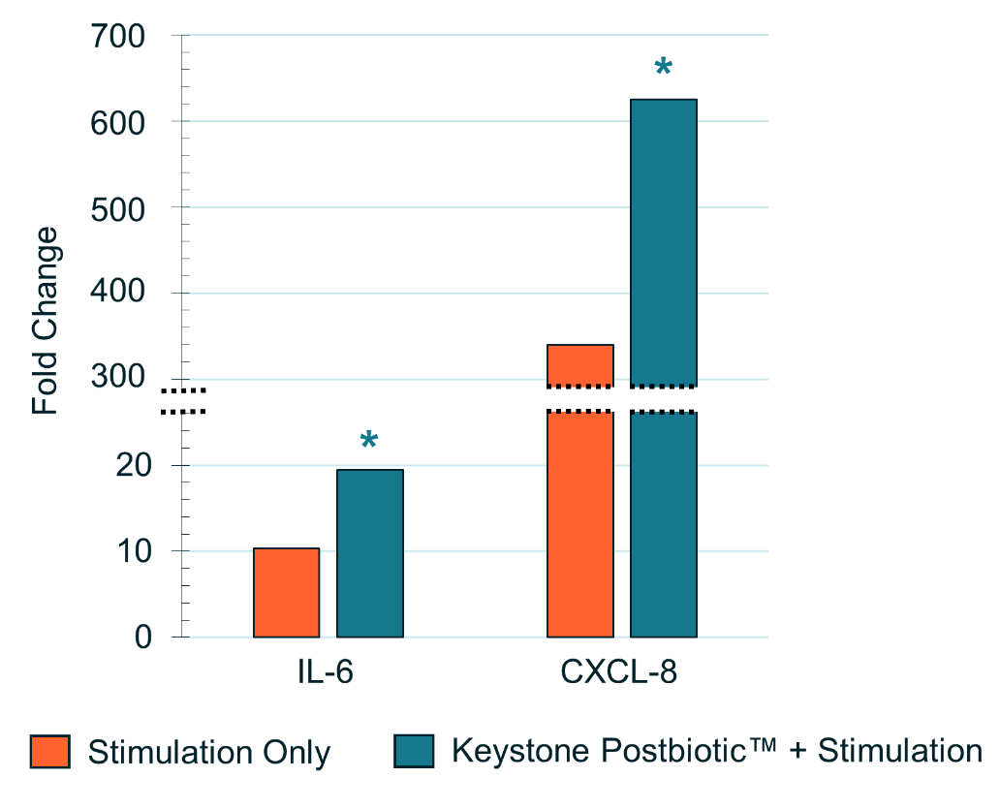 700
600
500
400
300
20
10
0
Fold Change
*
*
IL-6
CXCL-8
Stimulation Only
Keystone Postbiotic™ + Stimulation